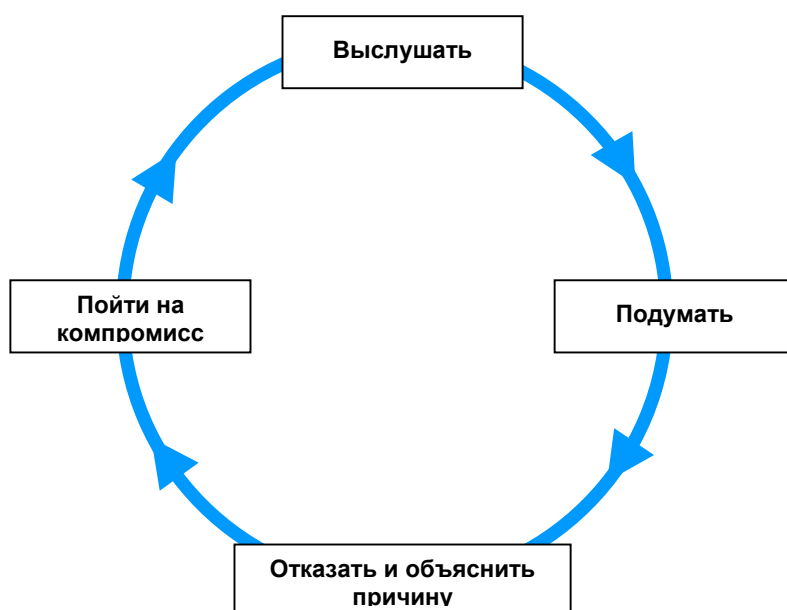 Выслушать
Подумать
Отказать и объяснить
причину
Пойти на
компромисс